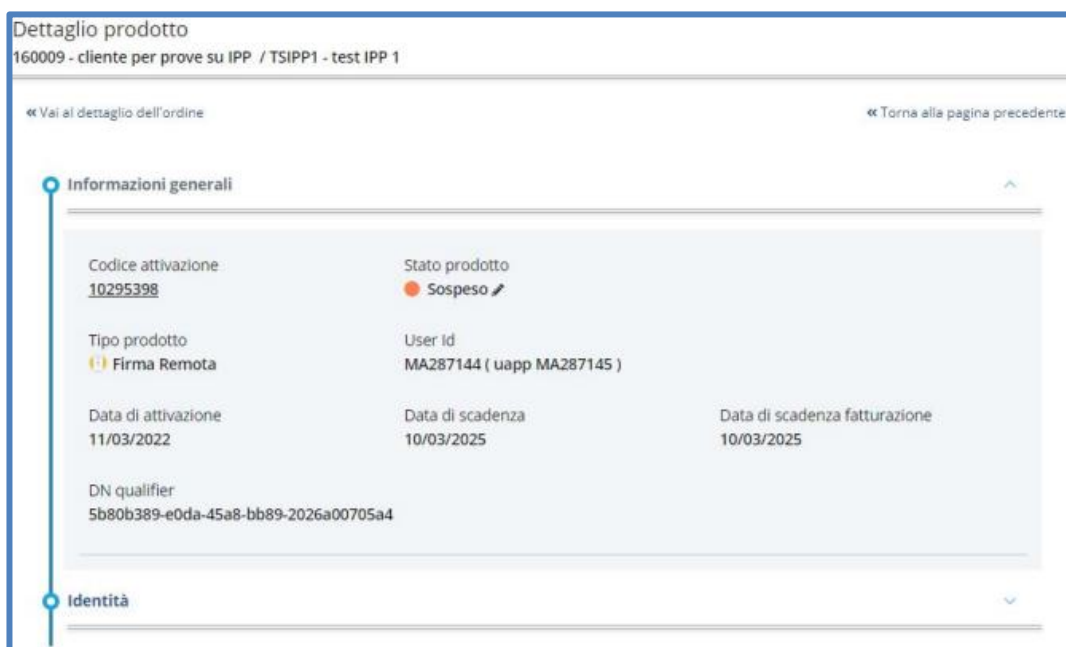 Dettaglio prodotto
160009 - cliente per prove su IPP / TSIPP1 - test IPP 1
« Vai al dettaglio dell'ordine
« Torna alla pagina precedente
Informazioni generali
Codice attivazione
10295398
Stato prodotto
Sospeso
Tipo prodotto
Firma Remota
User Id
MA287144 ( uapp MA287145 )
Data di attivazione
11/03/2022
Data di scadenza
10/03/2025
Data di scadenza fatturazione
10/03/2025
DN qualifier
5b80b389-e0da-45a8-bb89-2026a00705a4
Identità